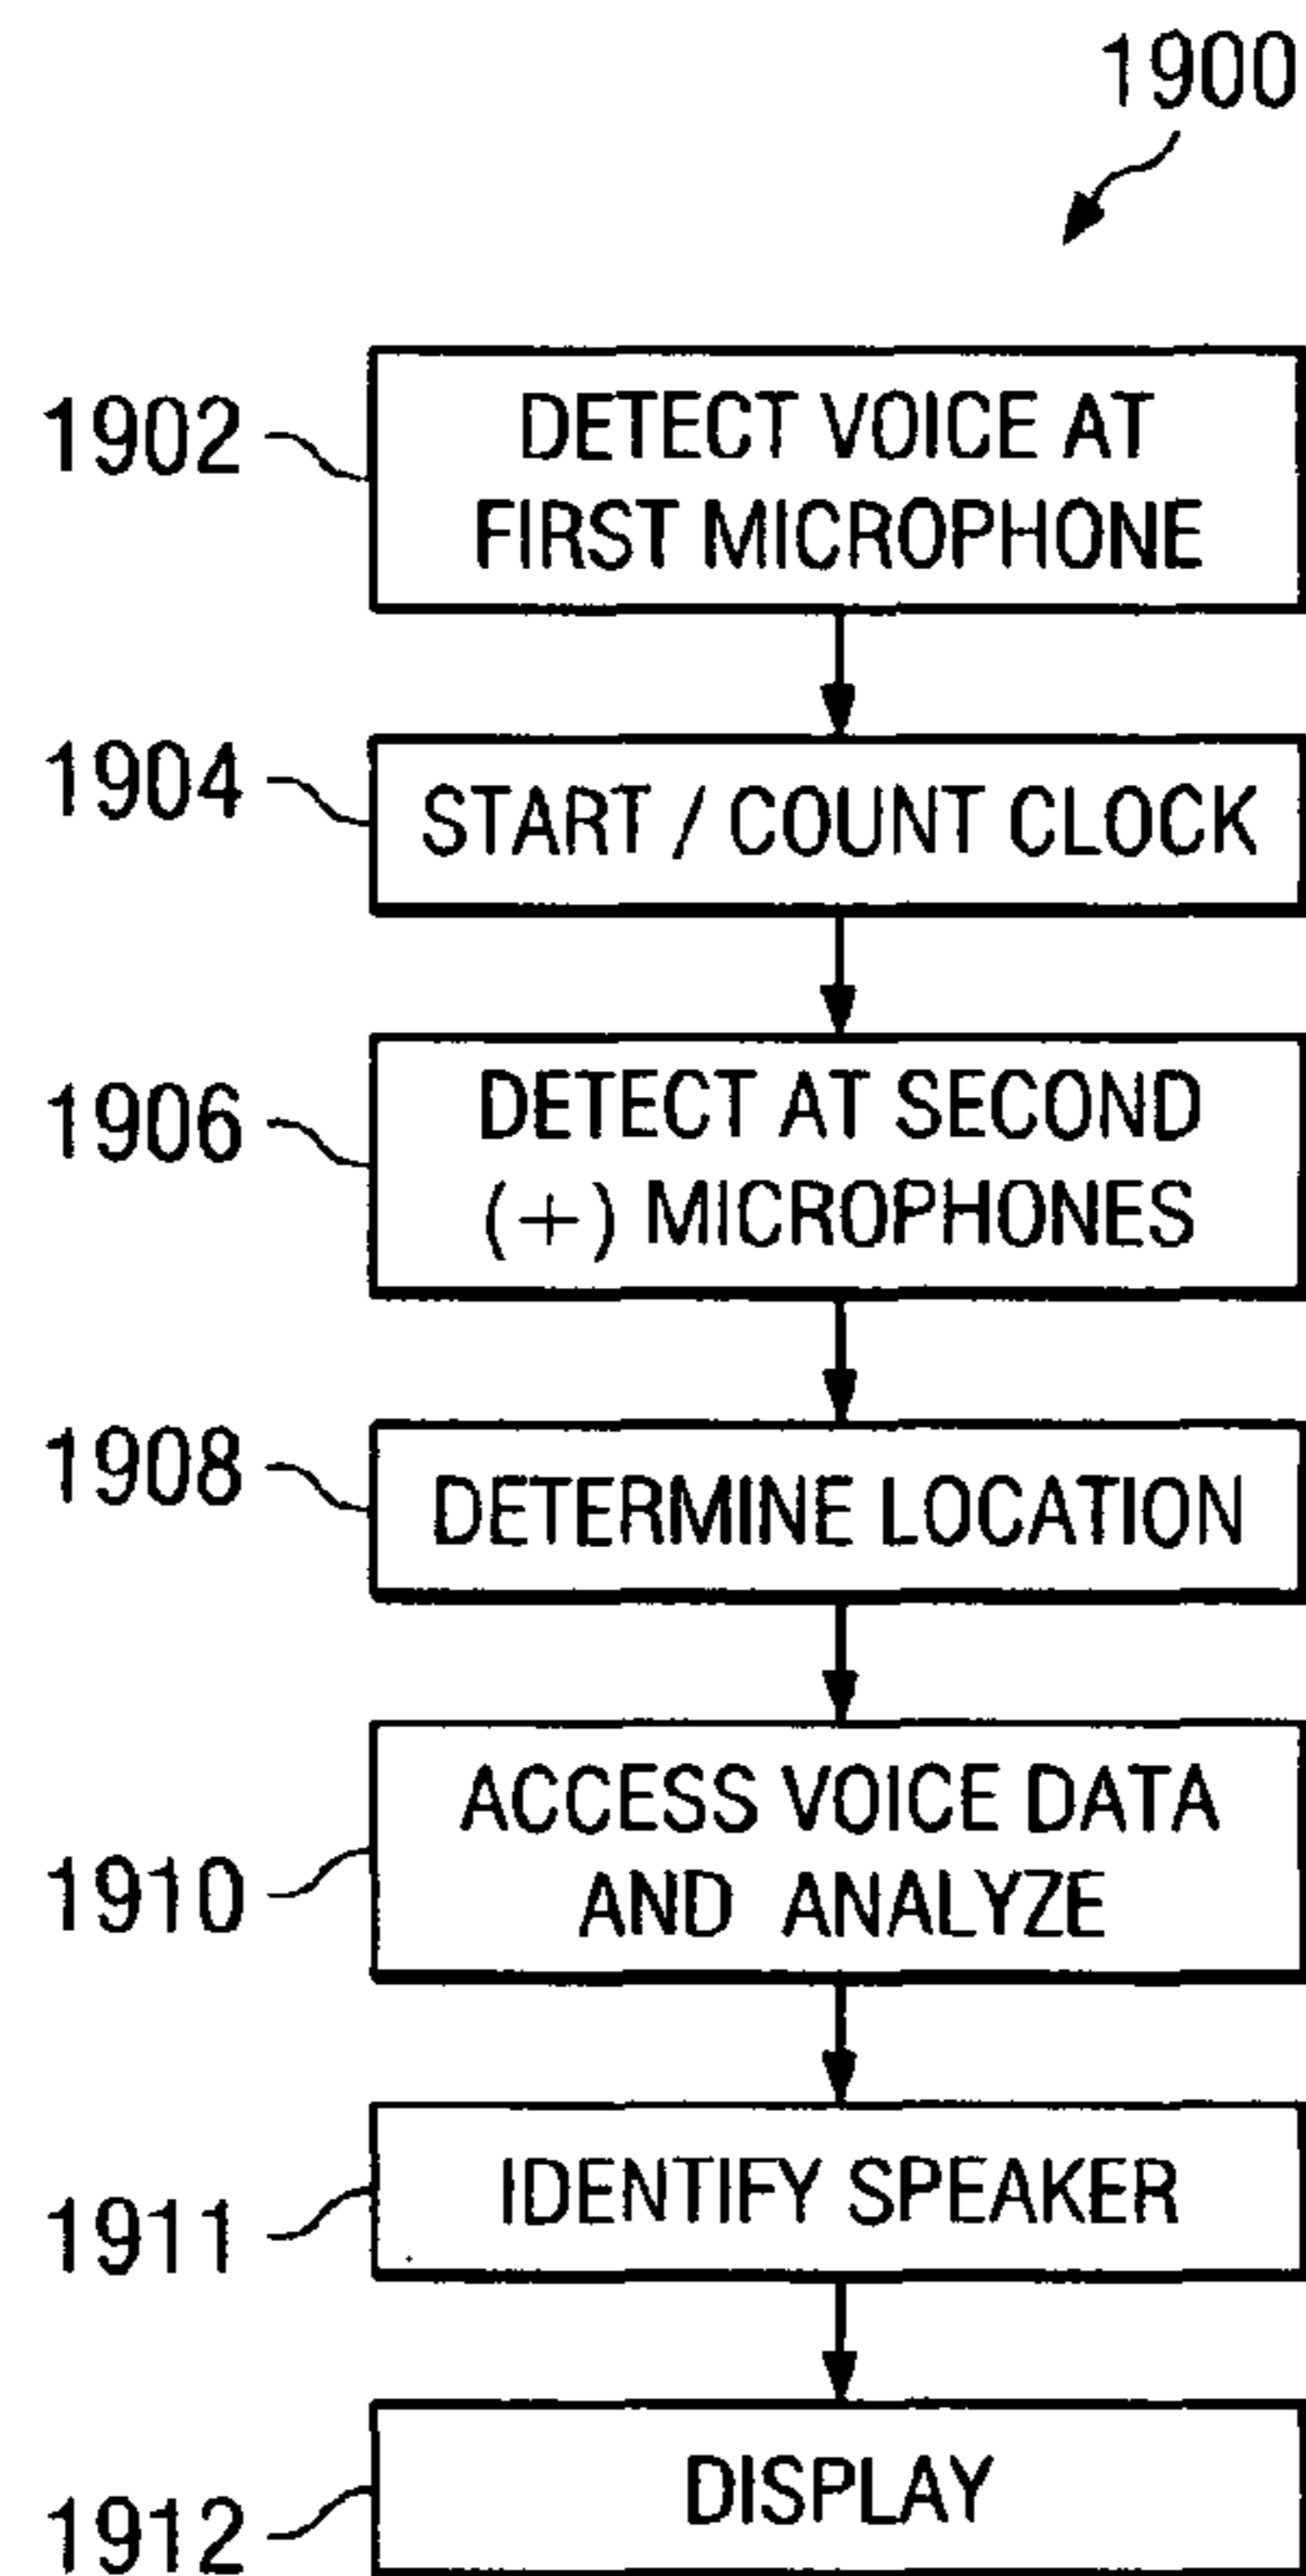 1900
1902
DETECT VOICE AT
FIRST MICROPHONE
1904
START / COUNT CLOCK
1906
DETECT AT SECOND
(+) MICROPHONES
1908
DETERMINE LOCATION
1910
ACCESS VOICE DATA
AND ANALYZE
1911
IDENTIFY SPEAKER
1912
DISPLAY